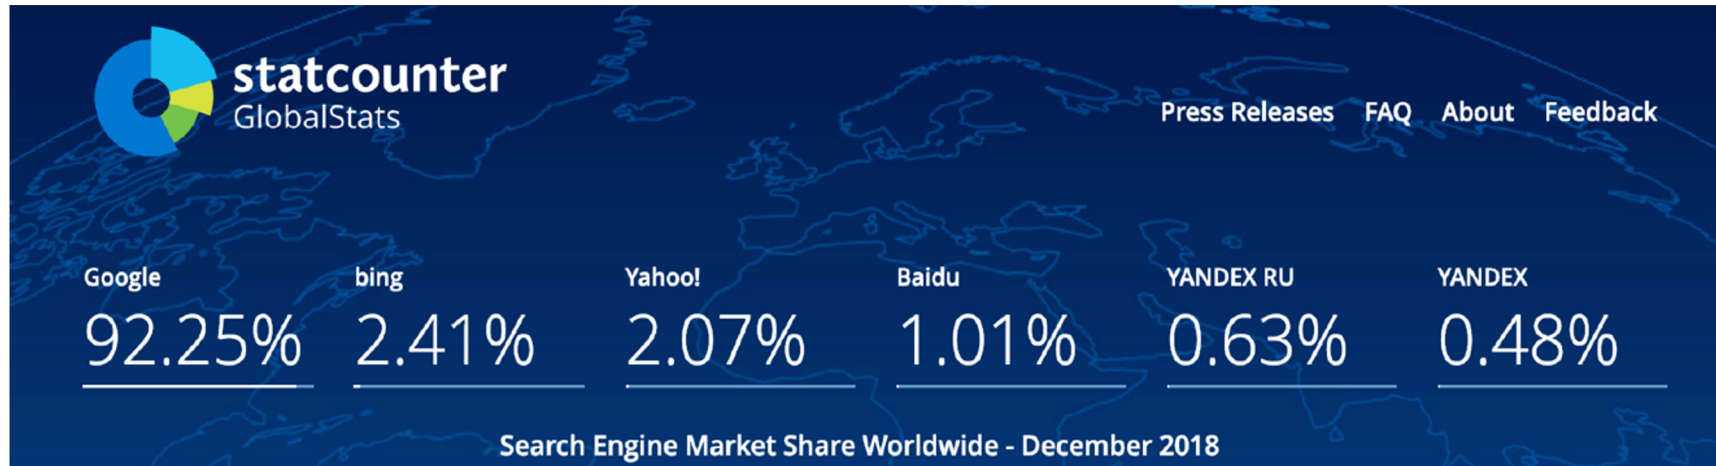 statcounter
GlobalStats
Press Releases FAQ About Feedback
Google bing Yahoo! Baidu YANDEX RU YANDEX
92.25% 2.41% 2.07% 1.01% 0.63% 0.48%
Search Engine Market Share Worldwide - December 2018